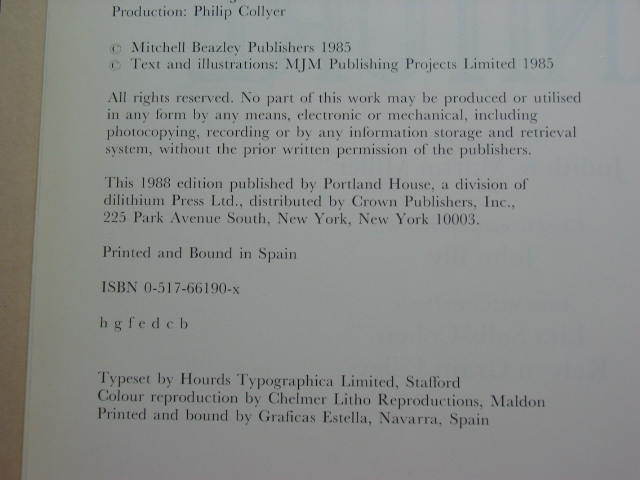 Production: Philip Collyer
© Mitchell Beazley Publishers 1985
© Text and illustrations: MJM Publishing Projects Limited 1985
All rights reserved. No part of this work may be produced or utilised
in any form by any means, electronic or mechanical, including
photocopying, recording or by any information storage and retrieval
system, without the prior written permission of the publishers.
This 1988 edition published by Portland House, a division of
dilithium Press Ltd., distributed by Crown Publishers, Inc.,
225 Park Avenue South, New York, New York 10003.
Printed and Bound in Spain
ISBN 0-517-66190-x
h g f e d c b
Typeset by Hourds Typographica Limited, Stafford
Colour reproduction by Chelmer Litho Reproductions, Maldon
Printed and bound by Graficas Estella, Navarra, Spain